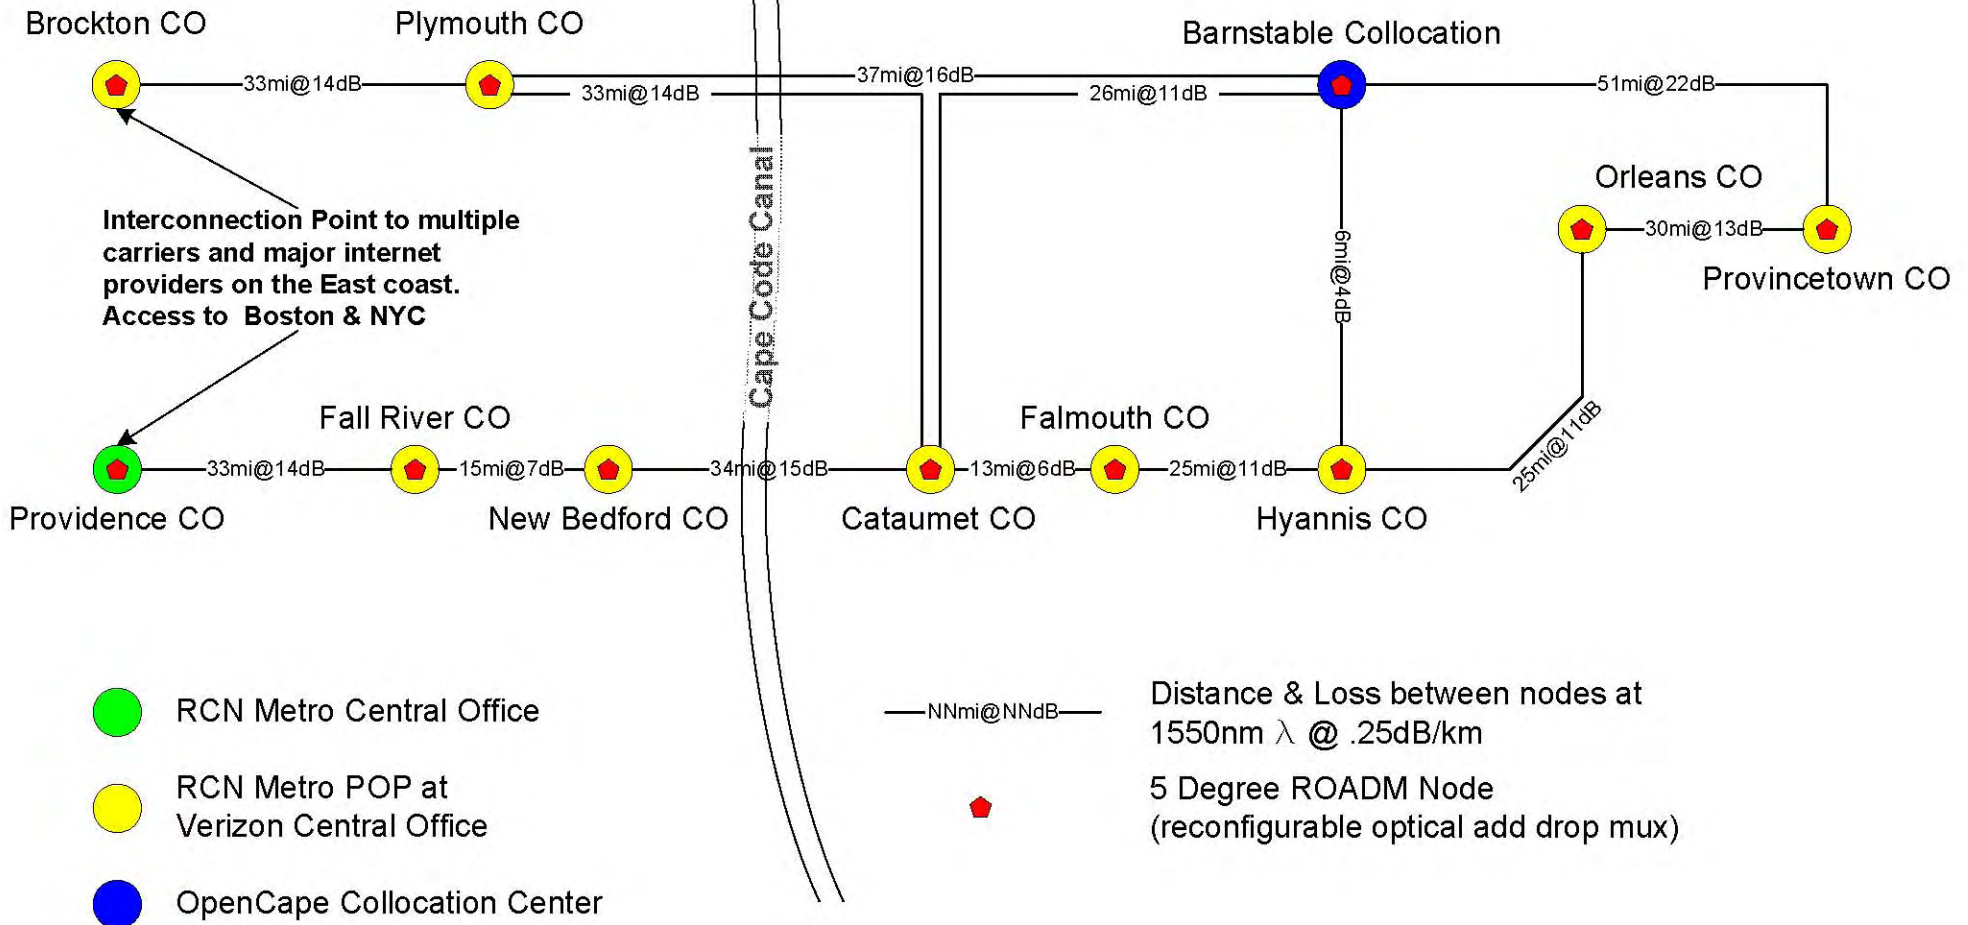 Brockton CO
Plymouth CO
Barnstable Collocation
33mi@14dB
37mi@16dB
33mi@14dB
26mi@11dB
51mi@22dB
Cape Code Canal
Orleans CO
30mi@13dB
Provincetown CO
6mi@4dB
Interconnection Point to multiple
carriers and major internet
providers on the East coast.
Access to Boston & NYC
Fall River CO
Falmouth CO
25mi@11dB
33mi@14dB
15mi@7dB
34mi@15dB
13mi@6dB
25mi@11dB
Providence CO
New Bedford CO
Cataumet CO
Hyannis CO
RCN Metro Central Office
RCN Metro POP at
Verizon Central Office
OpenCape Collocation Center
NNmi@NNdB
Distance & Loss between nodes at
1550nm λ @ .25dB/km
5 Degree ROADM Node
(reconfigurable optical add drop mux)